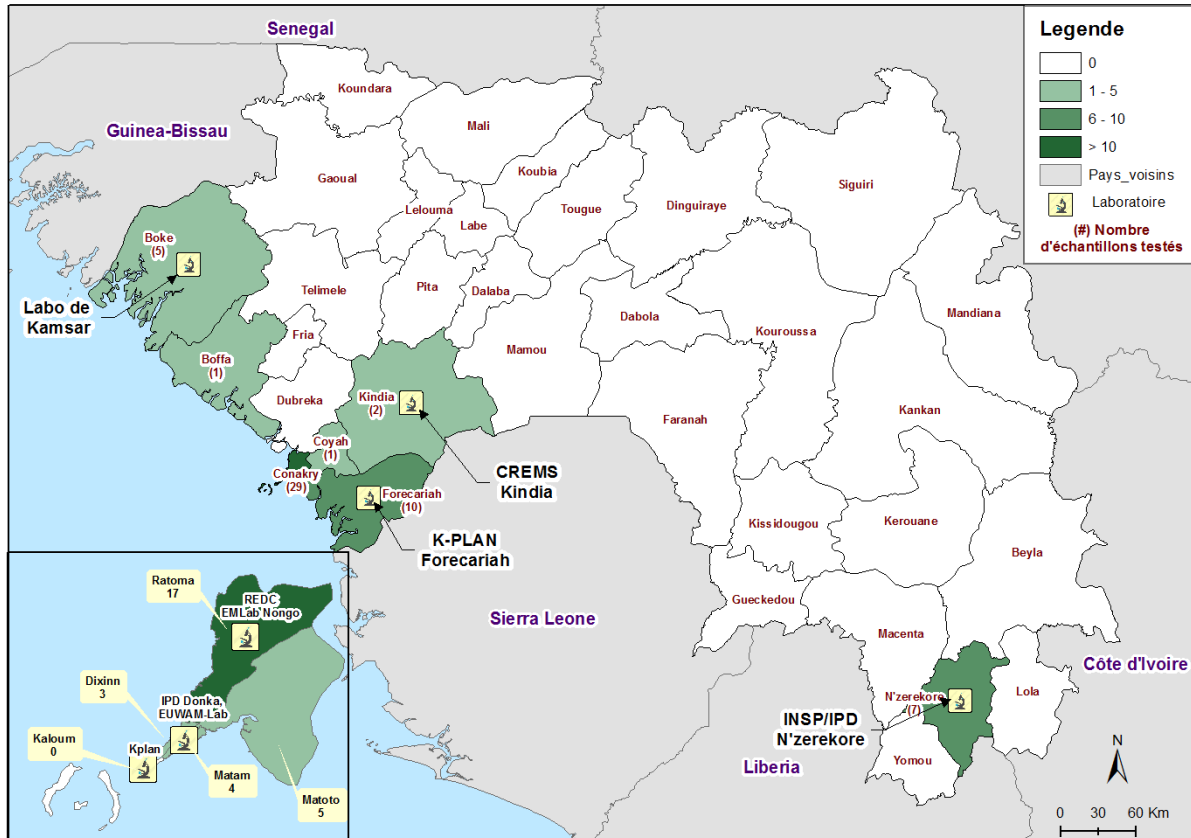 Senegal
Guinea-Bissau
Koundara
Mali
Koubia
Gaoual
Lelouma
Labe
Tougue
Dinguiraye
Siguiri
Boke
(5)
Telimele
Pita
Dalaba
Labo de
Kamsar
Fria
Boffa
(1)
Dubreka
Kindia
(2)
Mamou
Dabola
Kouroussa
Mandiana
Coyah
(1)
Conakry
(29)
Forecariah
(10)
Faranah
Kankan
CREMS
Kindia
K-PLAN
Forecariah
Kissidougou
Kerouane
Beyla
Gueckedou
Macenta
Sierra Leone
Côte d'Ivoire
N'zerekore
(7)
Lola
INSP/IPD
N'zerekore
Yomou
Liberia
Legende
0
1 - 5
6 - 10
> 10
Pays_voisins
Laboratoire
(#) Nombre
d'échantillons testés
Ratoma
17
REDC
EMLab Nongo
Dixinn
3
IPD Donka,
EUWAM-Lab
Kaloum
0
Kplan
Matam
4
Matoto
5
N
0 30 60 Km